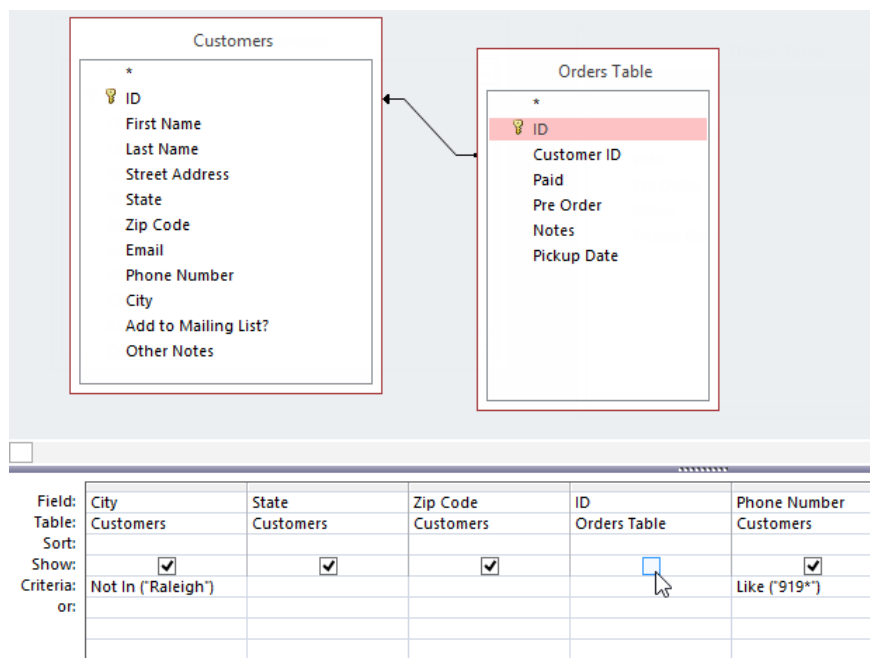 Customers
*
ID
First Name
Last Name
Street Address
State
Zip Code
Email
Phone Number
City
Add to Mailing List?
Other Notes
Orders Table
*
ID
Customer ID
Paid
Pre Order
Notes
Pickup Date
Field: City State Zip Code ID Phone Number
Table: Customers Customers Customers Orders Table Customers
Sort:
Show:
Criteria: Not In ("Raleigh") Like ("919*")
or: